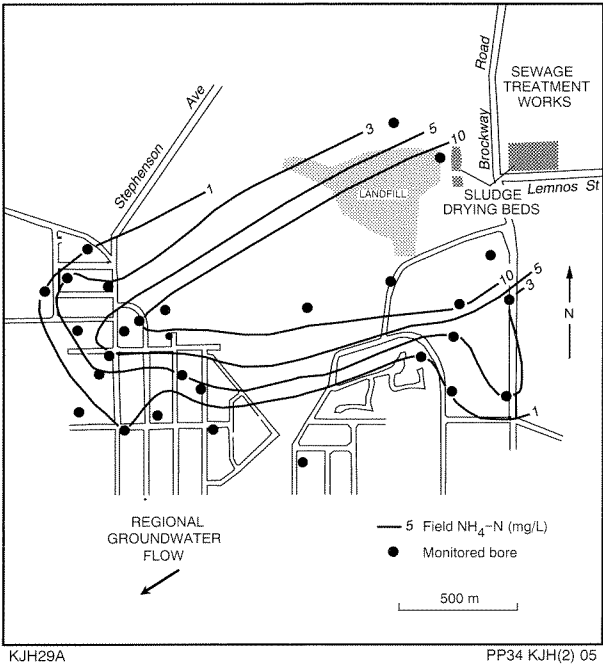 Road
SEWAGE
TREATMENT
WORKS
Ave
Brockway
3
5
10
Stephenson
1
LANDFILL
SLUDGE
DRYING BEDS
Lemnos St
10
5
3
N
1
REGIONAL
GROUNDWATER
FLOW
5 Field NH₄–N (mg/L)
Monitored bore
500 m
KJH29A
PP34 KJH(2) 05